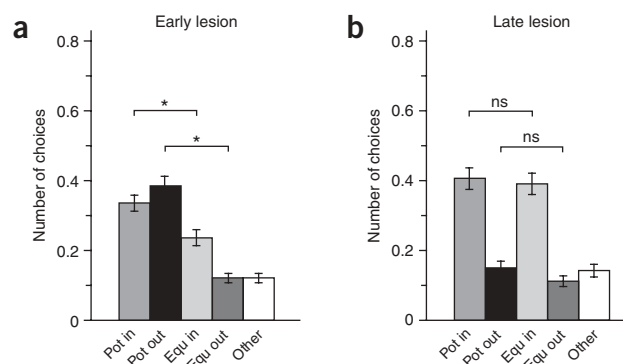 a
Early lesion
0.8
0.6
0.4
0.2
0
Number of choices
*
*
Pot in
Pot out
Equ in
Equ out
Other
b
Late lesion
0.8
0.6
0.4
0.2
0
Number of choices
ns
ns
Pot in
Pot out
Equ in
Equ out
Other